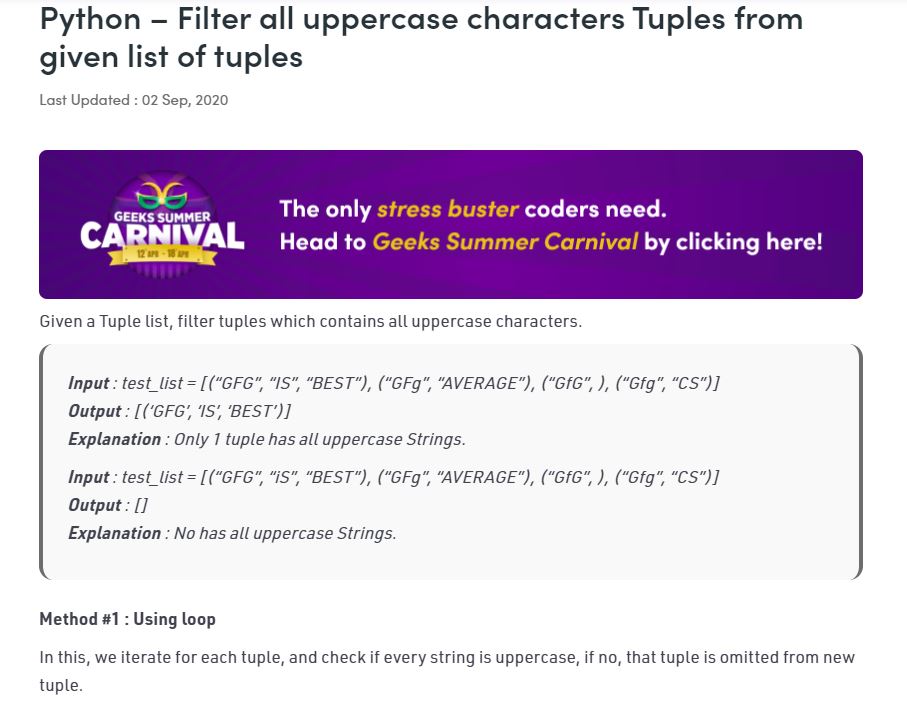 Python – Filter all uppercase characters Tuples from
given list of tuples
Last Updated : 02 Sep, 2020
GEEKS SUMMER
CARNIVAL
12 APR - 18 APR
The only stress buster coders need.
Head to Geeks Summer Carnival by clicking here!
Given a Tuple list, filter tuples which contains all uppercase characters.
Input : test_list = [(“GFG”, “IS”, “BEST”), (“GFg”, “AVERAGE”), (“GfG”, ), (“Gfg”, “CS”)]
Output : [(‘GFG’, ‘IS’, ‘BEST’)]
Explanation : Only 1 tuple has all uppercase Strings.
Input : test_list = [(“GFG”, “iS”, “BEST”), (“GFg”, “AVERAGE”), (“GfG”, ), (“Gfg”, “CS”)]
Output : []
Explanation : No has all uppercase Strings.
Method #1 : Using loop
In this, we iterate for each tuple, and check if every string is uppercase, if no, that tuple is omitted from new
tuple.